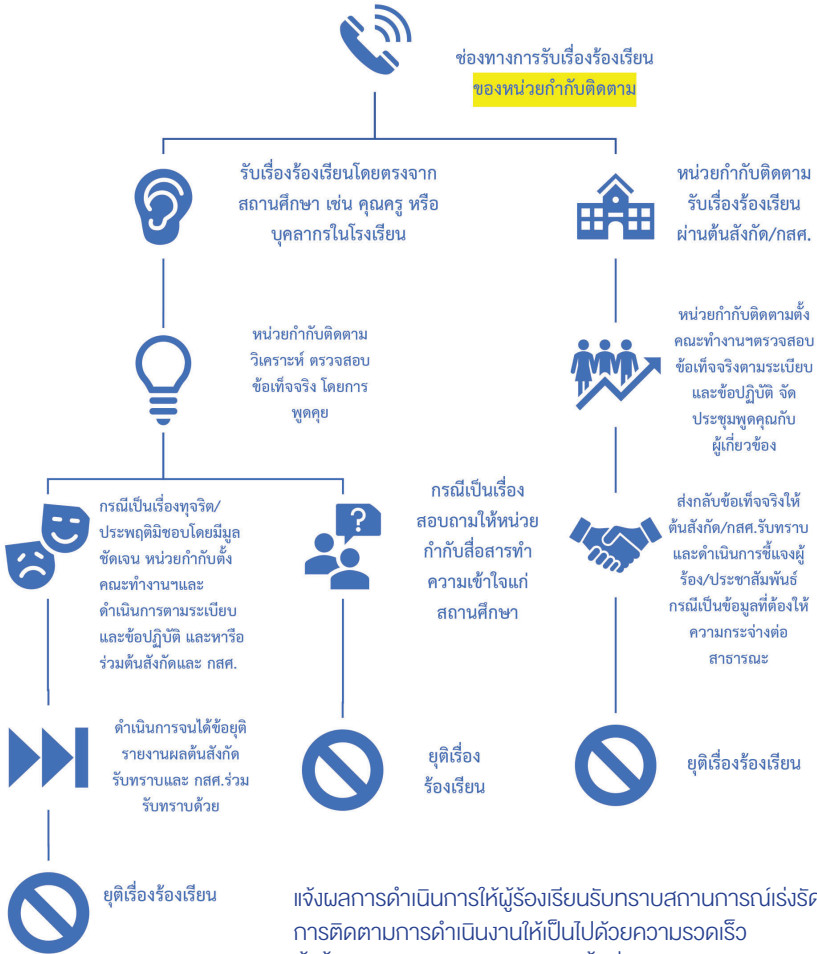 ช่องทางการรับเรื่องร้องเรียน
ของหน่วยกำกับติดตาม
รับเรื่องร้องเรียนโดยตรงจาก
สถานศึกษา เช่น คุณครู หรือ
บุคลากรในโรงเรียน
หน่วยกำกับติดตาม
รับเรื่องร้องเรียน
ผ่านต้นสังกัด/กสศ.
หน่วยกำกับติดตาม
วิเคราะห์ ตรวจสอบ
ข้อเท็จจริง โดยการ
พูดคุย
หน่วยกำกับติดตามตั้ง
คณะทำงานฯตรวจสอบ
ข้อเท็จจริงตามระเบียบ
และข้อปฏิบัติ จัด
ประชุมพูดคุณกับ
ผู้เกี่ยวข้อง
กรณีเป็นเรื่องทุจริต/
ประพฤติมิชอบโดยมีมูล
ชัดเจน หน่วยกำกับตั้ง
คณะทำงานฯและ
ดำเนินการตามระเบียบ
และข้อปฏิบัติ และหารือ
ร่วมต้นสังกัดและ กสศ.
?
กรณีเป็นเรื่อง
สอบถามให้หน่วย
กำกับสื่อสารทำ
ความเข้าใจแก่
สถานศึกษา
ส่งกลับข้อเท็จจริงให้
ต้นสังกัด/กสศ.รับทราบ
และดำเนินการชี้แจงผู้
ร้อง/ประชาสัมพันธ์
กรณีเป็นข้อมูลที่ต้องให้
ความกระจ่างต่อ
สาธารณะ
ดำเนินการจนได้ข้อยุติ
รายงานผลต้นสังกัด
รับทราบและ กสศ.ร่วม
รับทราบด้วย
ยุติเรื่อง
ร้องเรียน
ยุติเรื่องร้องเรียน
ยุติเรื่องร้องเรียน
แจ้งผลการดำเนินการให้ผู้ร้องเรียนรับทราบสถานการณ์เร่งรัด
การติดตามการดำเนินงานให้เป็นไปด้วยความรวดเร็ว